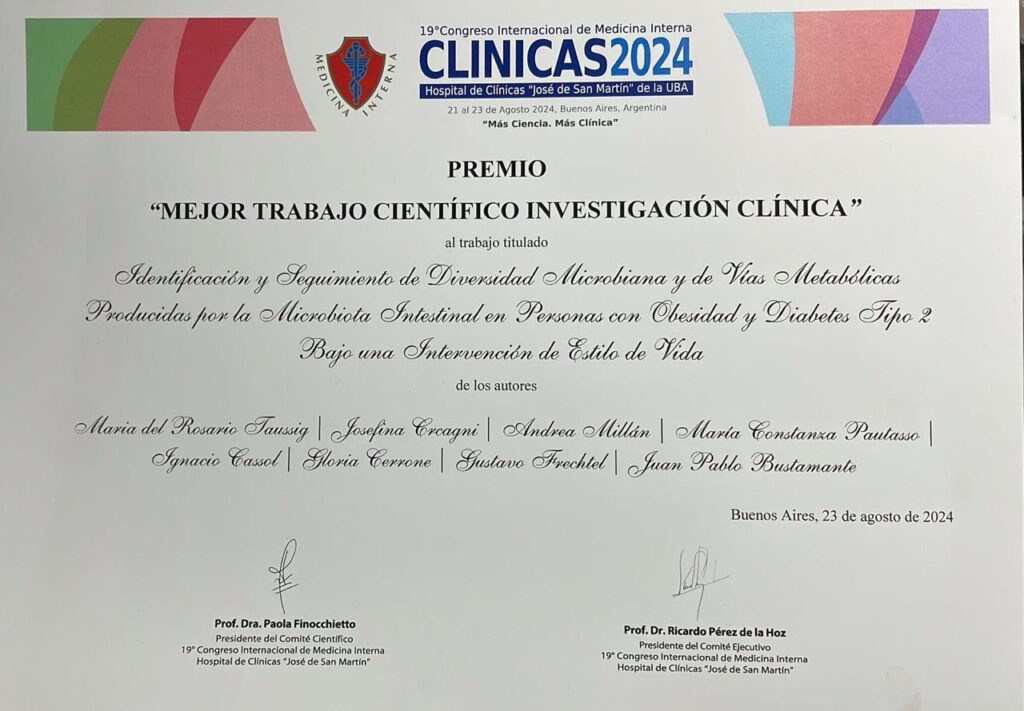 MEDICINA INTERNA
19°Congreso Internacional de Medicina Interna
CLINICAS2024
Hospital de Clínicas "José de San Martín" de la UBA
21 al 23 de Agosto 2024, Buenos Aires, Argentina
"Más Ciencia. Más Clínica"
PREMIO
"MEJOR TRABAJO CIENTÍFICO INVESTIGACIÓN CLÍNICA"
al trabajo titulado
Identificación y Seguimiento de Diversidad Microbiana y de Vías Metabólicas
Producidas por la Microbiota Intestinal en Personas con Obesidad y Diabetes Tipo 2
Bajo una Intervención de Estilo de Vida
de los autores
Maria del Rosario Taussig | Josefina Ercagni | Andrea Millán | María Constanza Pautasso |
Ignacio Cassol | Gloria Cerrone | Gustavo Frechtel | Juan Pablo Bustamante
Buenos Aires, 23 de agosto de 2024
Prof. Dra. Paola Finocchietto
Presidente del Comité Científico
19° Congreso Internacional de Medicina Interna
Hospital de Clínicas "José de San Martín"
Prof. Dr. Ricardo Pérez de la Hoz
Presidente del Comité Ejecutivo
19° Congreso Internacional de Medicina Interna
Hospital de Clínicas "José de San Martín"